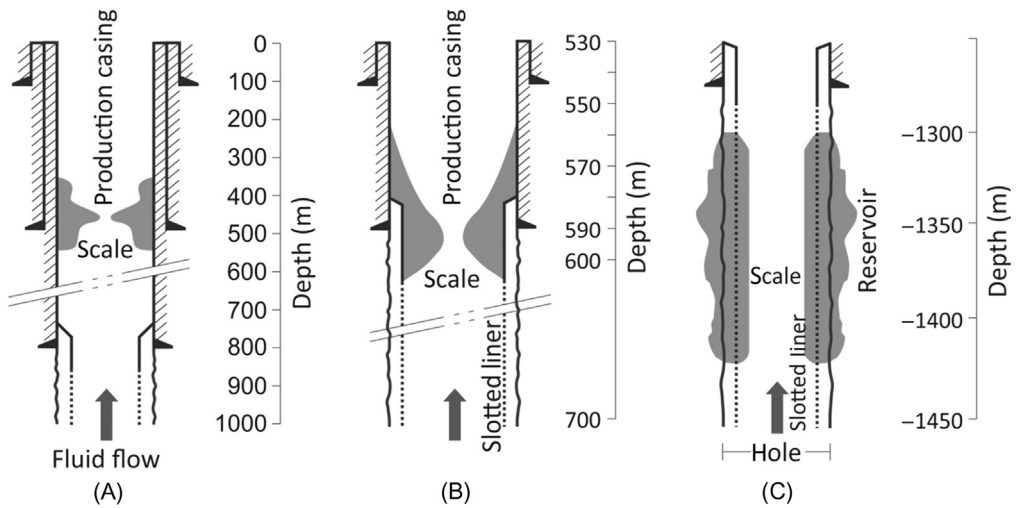 Production casing
0
100
200
300
400
500
600
700
800
900
1000
Depth (m)
Scale
Fluid flow
(A)
Production casing
530
550
570
590
600
700
Depth (m)
Scale
Slotted liner
(B)
−1300
−1350
−1400
−1450
Depth (m)
Reservoir
Scale
Slotted liner
Hole
(C)